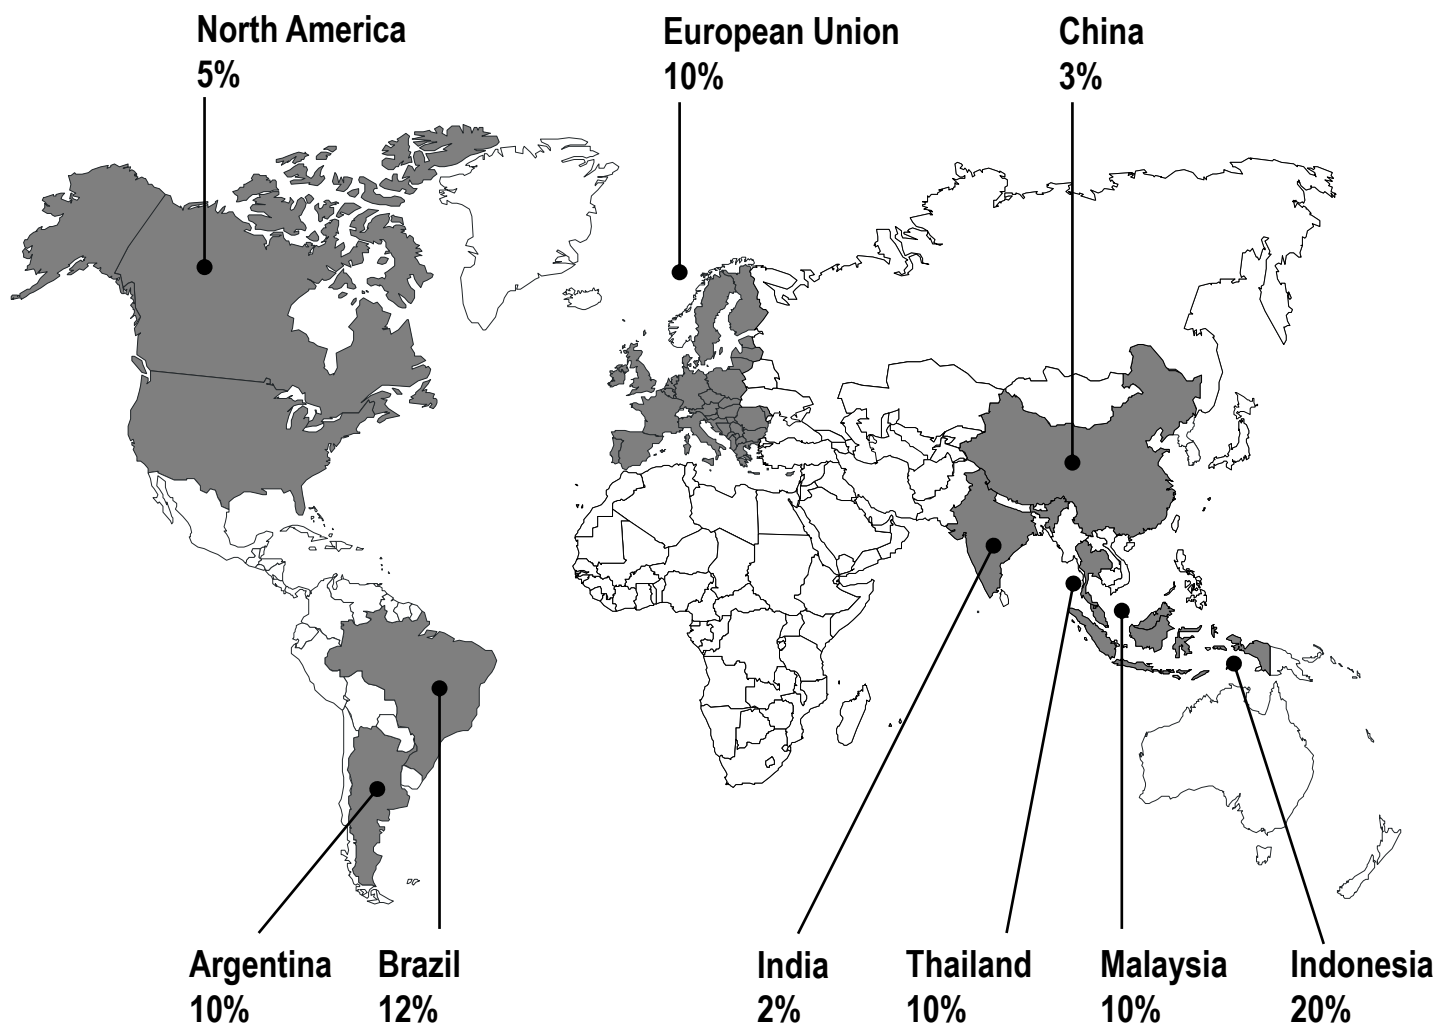 North America
5%
European Union
10%
China
3%
Argentina
10%
Brazil
12%
India
2%
Thailand
10%
Malaysia
10%
Indonesia
20%